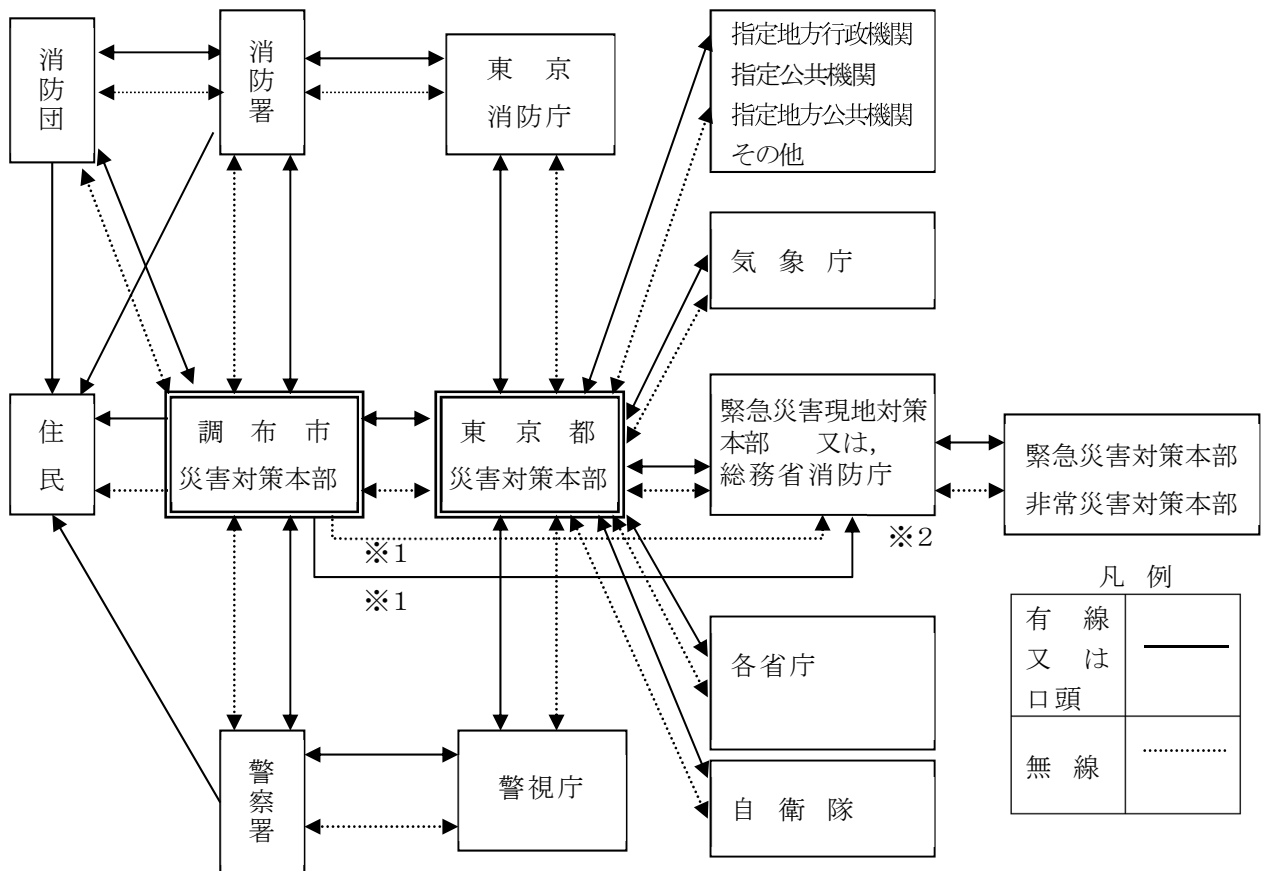 消防団
消防署
東京
消防庁
指定地方行政機関
指定公共機関
指定地方公共機関
その他
気象庁
住民
調布市
災害対策本部
東京都
災害対策本部
緊急災害現地対策
本部　又は，
総務省消防庁
緊急災害対策本部
非常災害対策本部
※1
※1
※2
各省庁
警察署
警視庁
自衛隊
凡例
有線
又は
口頭
無線